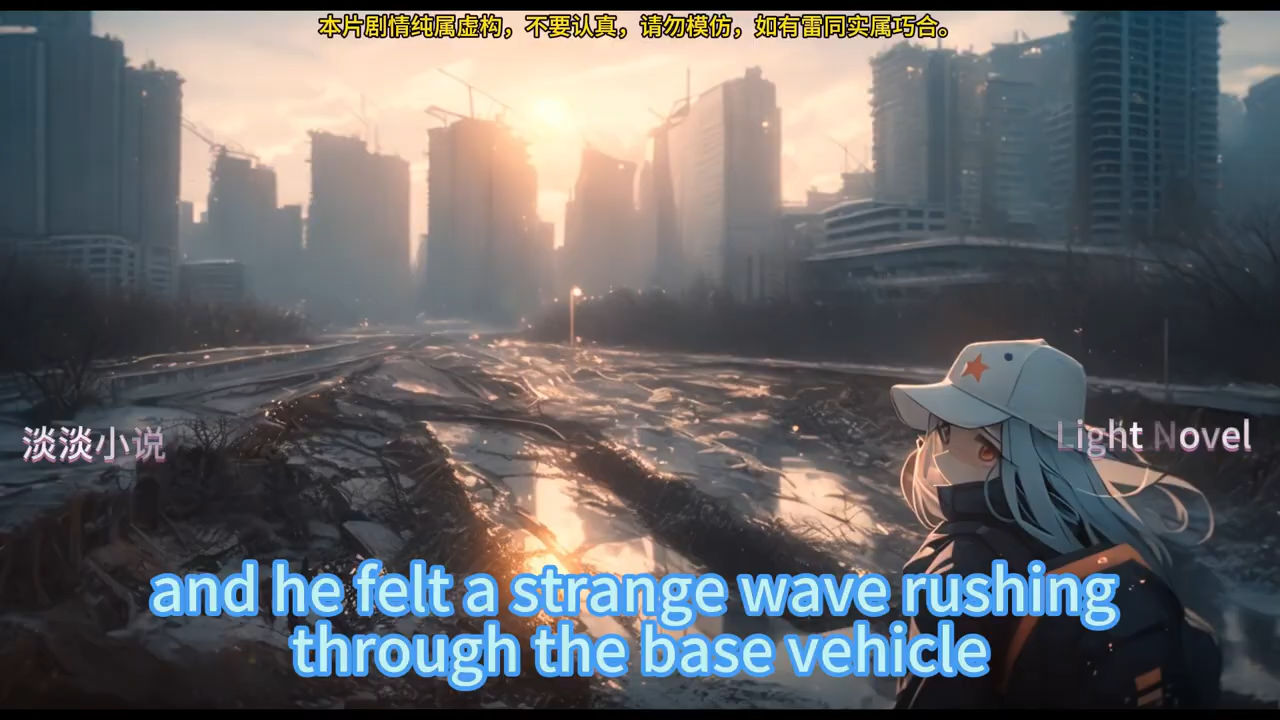 本片剧情纯属虚构，不要认真，请勿模仿，如有雷同实属巧合。
淡淡小说
Light Novel
and he felt a strange wave rushing
through the base vehicle